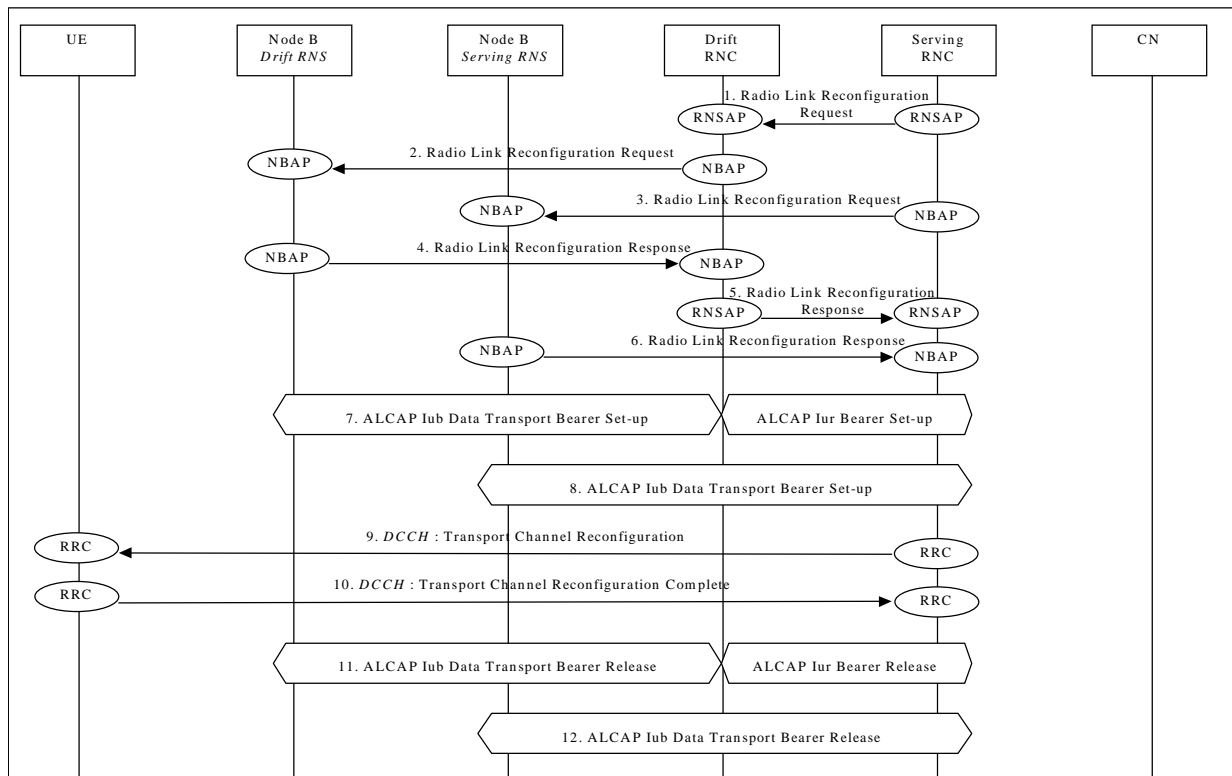 UE
Node B
Drift RNS
Node B
Serving RNS
Drift
RNC
Serving
RNC
CN
1. Radio Link Reconfiguration
Request
RNSAP
RNSAP
2. Radio Link Reconfiguration Request
NBAP
NBAP
3. Radio Link Reconfiguration Request
NBAP
NBAP
4. Radio Link Reconfiguration Response
NBAP
NBAP
5. Radio Link Reconfiguration
Response
RNSAP
RNSAP
6. Radio Link Reconfiguration Response
NBAP
NBAP
7. ALCAP Iub Data Transport Bearer Set-up
ALCAP Iur Bearer Set-up
8. ALCAP Iub Data Transport Bearer Set-up
9. DCCH : Transport Channel Reconfiguration
RRC
RRC
10. DCCH : Transport Channel Reconfiguration Complete
RRC
RRC
11. ALCAP Iub Data Transport Bearer Release
ALCAP Iur Bearer Release
12. ALCAP Iub Data Transport Bearer Release